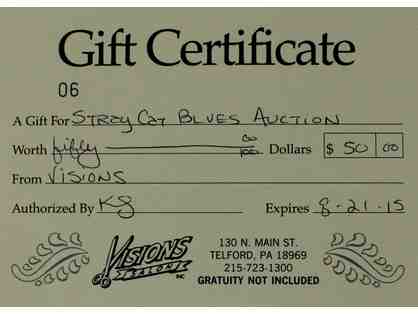 Gift Certificate
06
A Gift For Stray Cat Blues Auction
Worth fifty 00/100 Dollars $ 50 00
From Visions
Authorized By KS Expires 8-21-15
VISIONS
SALON INC
130 N. MAIN ST.
TELFORD, PA 18969
215-723-1300
GRATUITY NOT INCLUDED